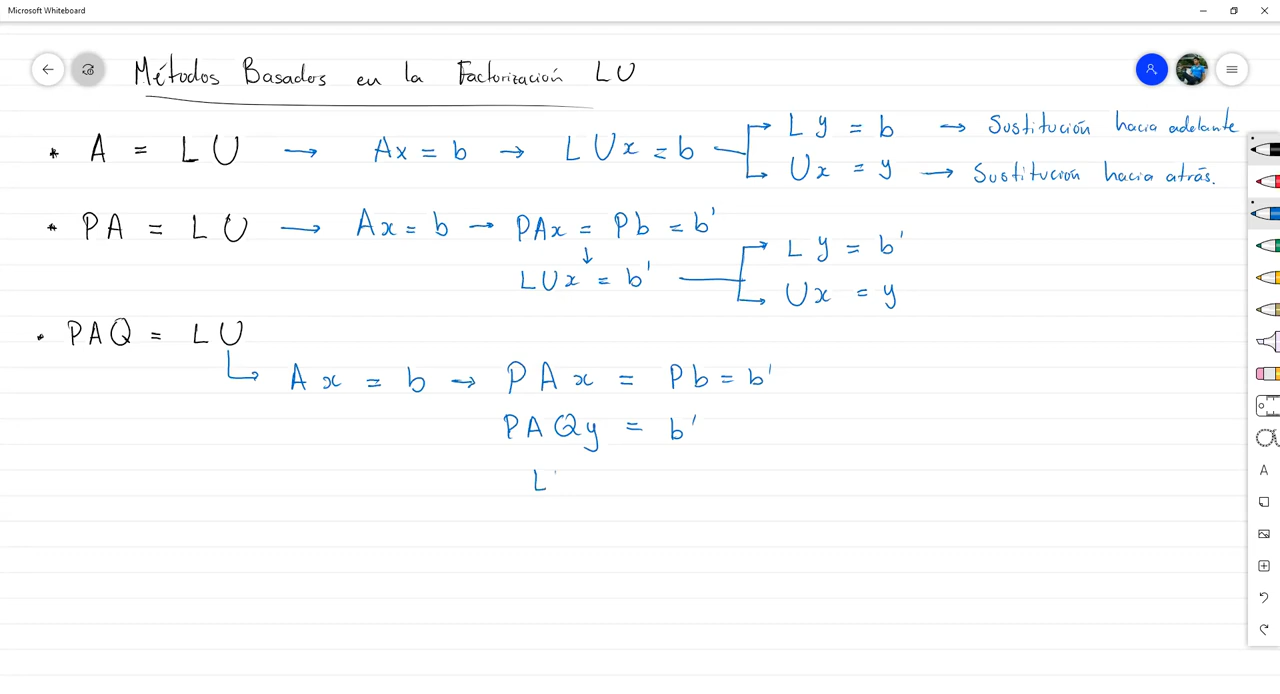 Microsoft Whiteboard
Métodos Basados en la Factorización LU
* A = LU → Ax = b → LUx = b
Ly = b → Sustitución hacia adelante
Ux = y → Sustitución hacia atrás.
* PA = LU → Ax = b → PAx = Pb = b'
↓
LUx = b'
Ly = b'
Ux = y
* PAQ = LU
Ax = b → PAx = Pb = b'
PAQy = b'
L'
A